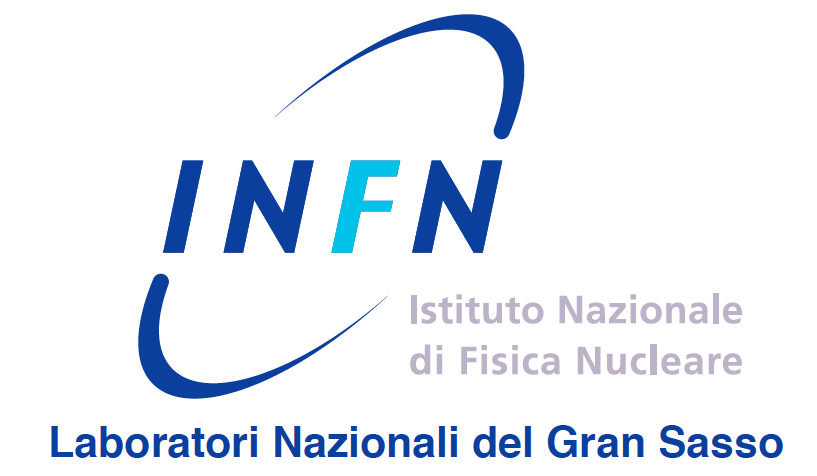 INFN
Istituto Nazionale
di Fisica Nucleare
Laboratori Nazionali del Gran Sasso